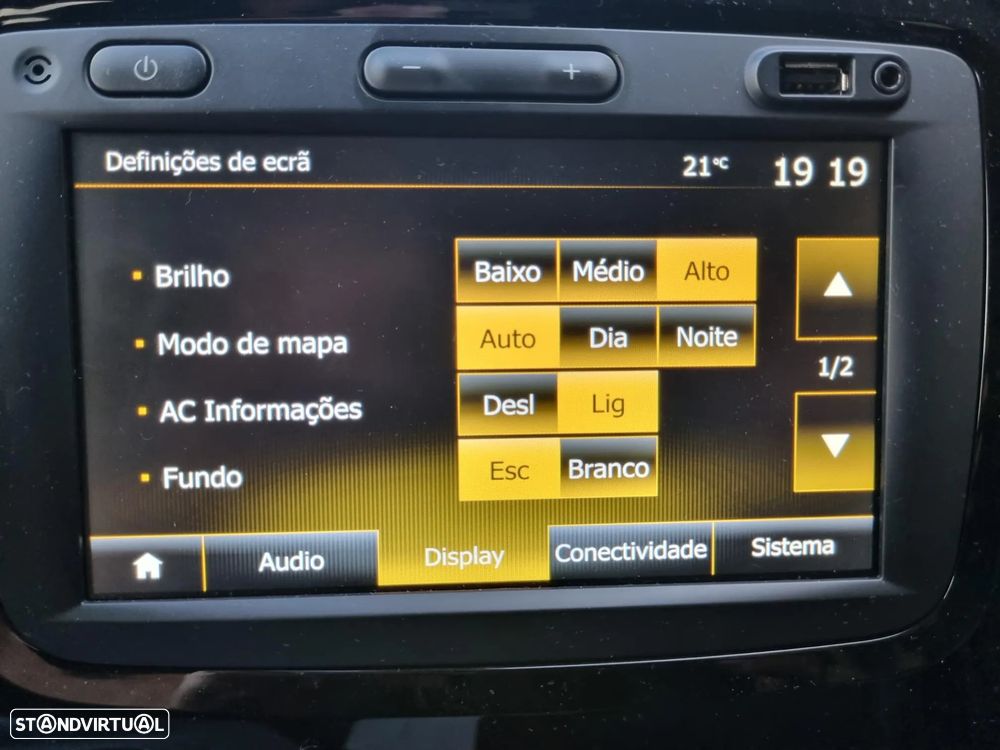 Definições de ecrã 21°C 19 19
Brilho Baixo Médio Alto
Modo de mapa Auto Dia Noite
1/2
AC Informações Desl Lig
Fundo Esc Branco
Audio Display Conectividade Sistema
STANDVIRTUAL